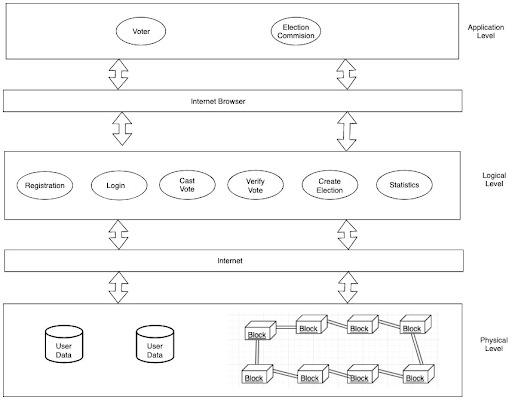 Voter
Election
Commision
Application
Level
Internet Browser
Registration
Login
Cast
Vote
Verify
Vote
Create
Election
Statistics
Logical
Level
Internet
User
Data
User
Data
Block
Block
Block
Block
Block
Block
Block
Block
Physical
Level